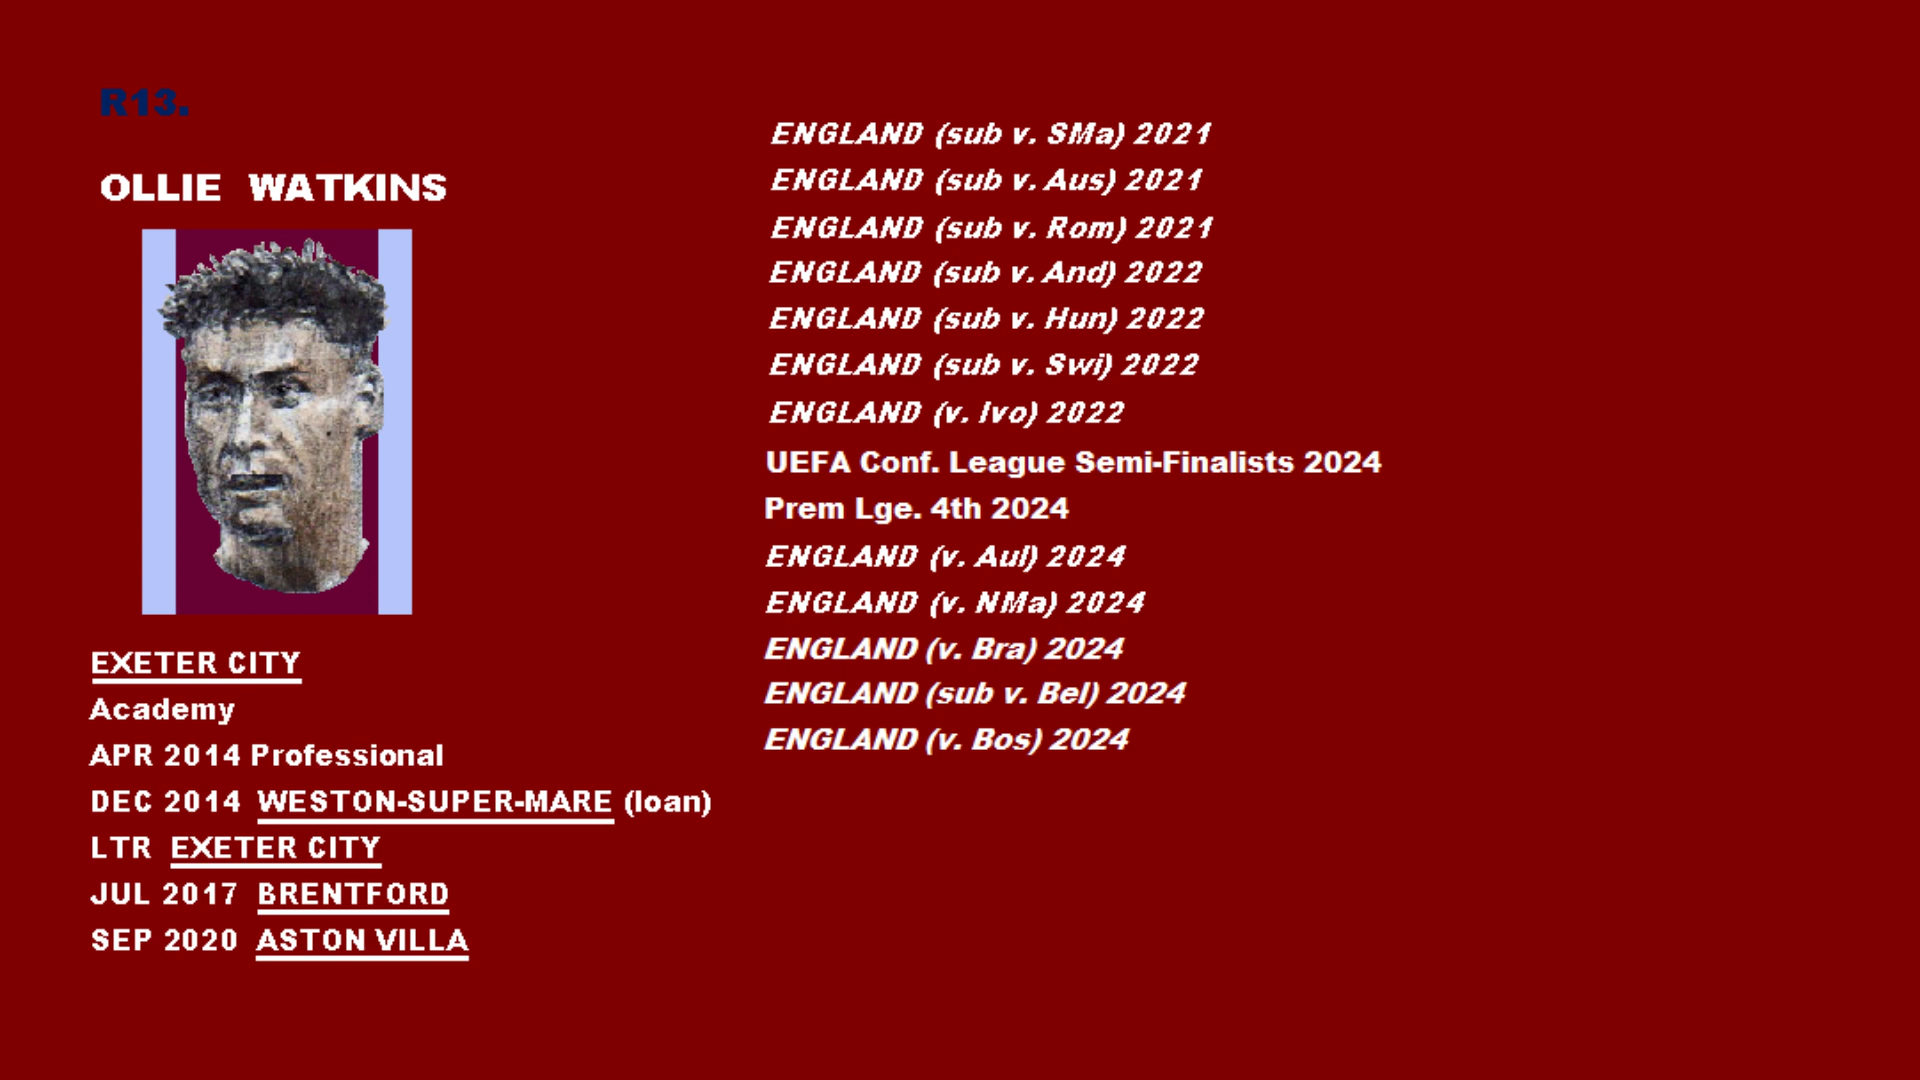 R13.
OLLIE WATKINS
EXETER CITY
Academy
APR 2014 Professional
DEC 2014 WESTON-SUPER-MARE (loan)
LTR EXETER CITY
JUL 2017 BRENTFORD
SEP 2020 ASTON VILLA
ENGLAND (sub v. SMa) 2021
ENGLAND (sub v. Aus) 2021
ENGLAND (sub v. Rom) 2021
ENGLAND (sub v. And) 2022
ENGLAND (sub v. Hun) 2022
ENGLAND (sub v. Swi) 2022
ENGLAND (v. Ivo) 2022
UEFA Conf. League Semi-Finalists 2024
Prem Lge. 4th 2024
ENGLAND (v. Aul) 2024
ENGLAND (v. NMa) 2024
ENGLAND (v. Bra) 2024
ENGLAND (sub v. Bel) 2024
ENGLAND (v. Bos) 2024